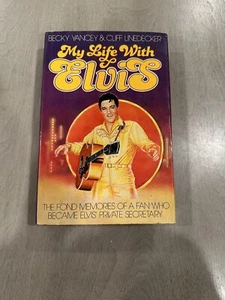 BECKY YANCEY & CLIFF LINEDECKER
My Life With
Elvis
THE FOND MEMORIES OF A FAN WHO
BECAME ELVIS' PRIVATE SECRETARY